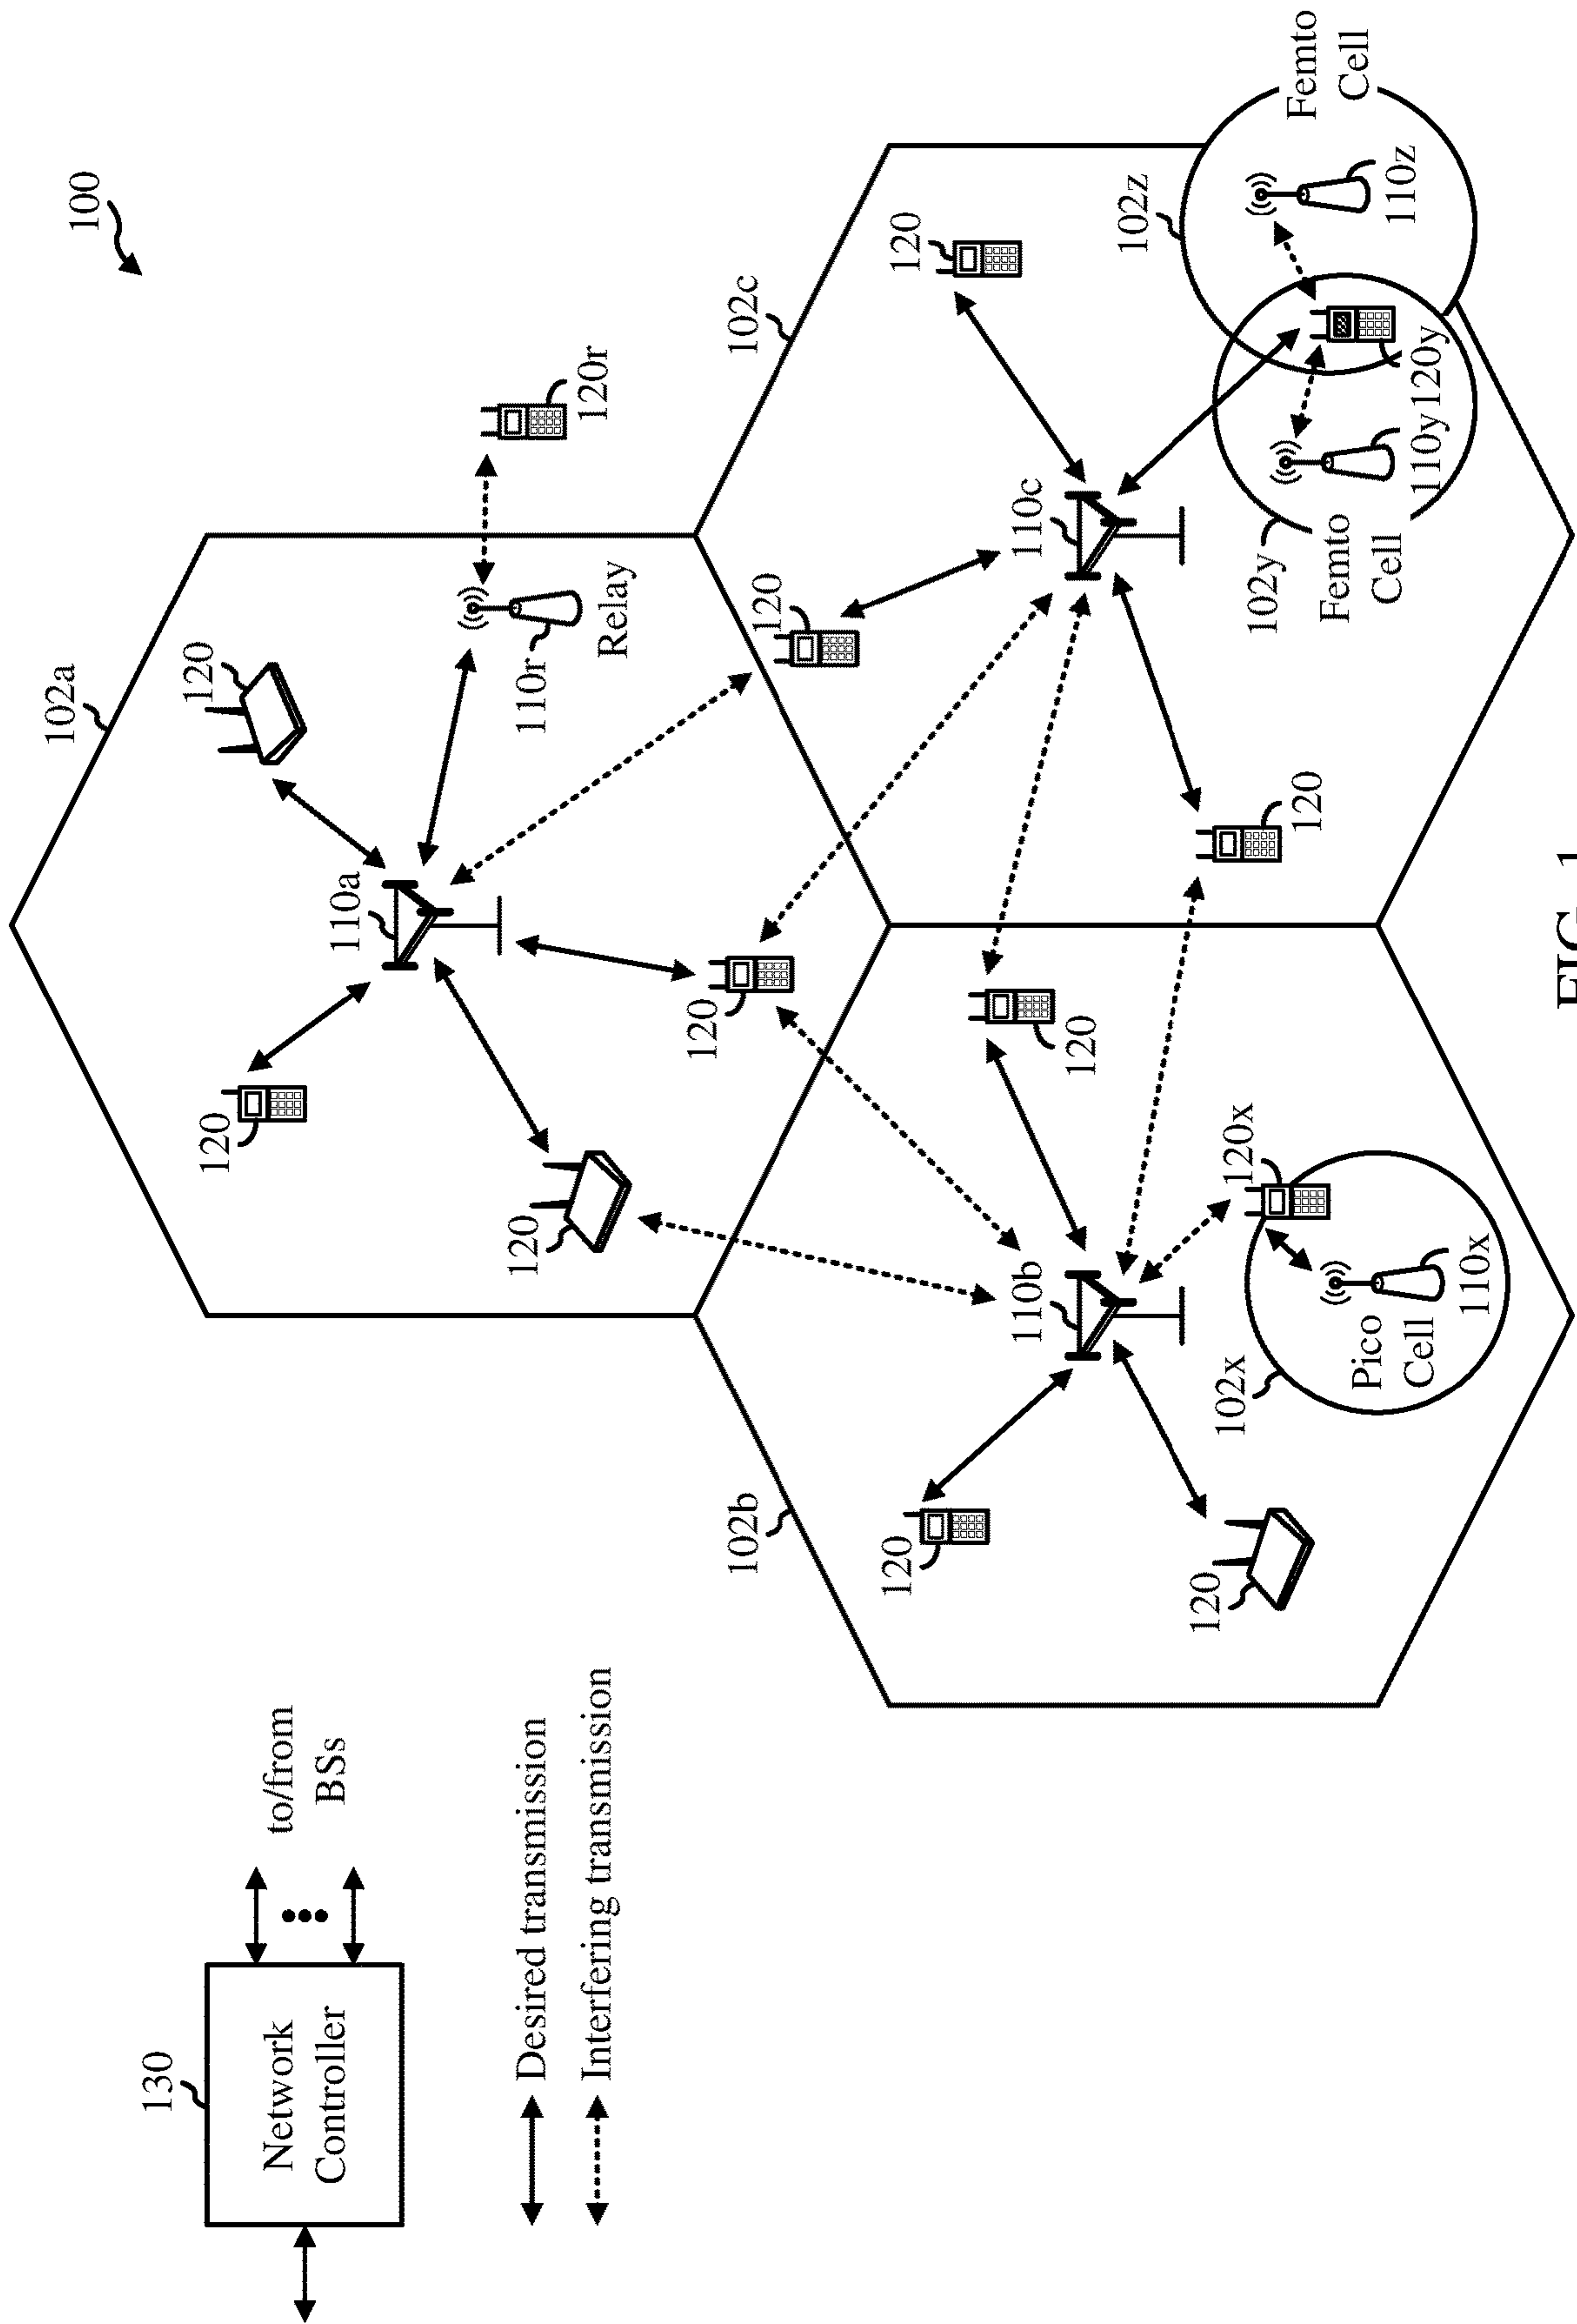 100
130
Network
Controller
to/from
BSs
Desired transmission
Interfering transmission
102a
120
120
110a
120
120
110r
Relay
120r
120
102b
120
120
110b
120
102x
Pico
Cell
110x
120x
102c
120
120
110c
120
102y
Femto
Cell
110y
120y
102z
110z
Femto
Cell
FIG. 1